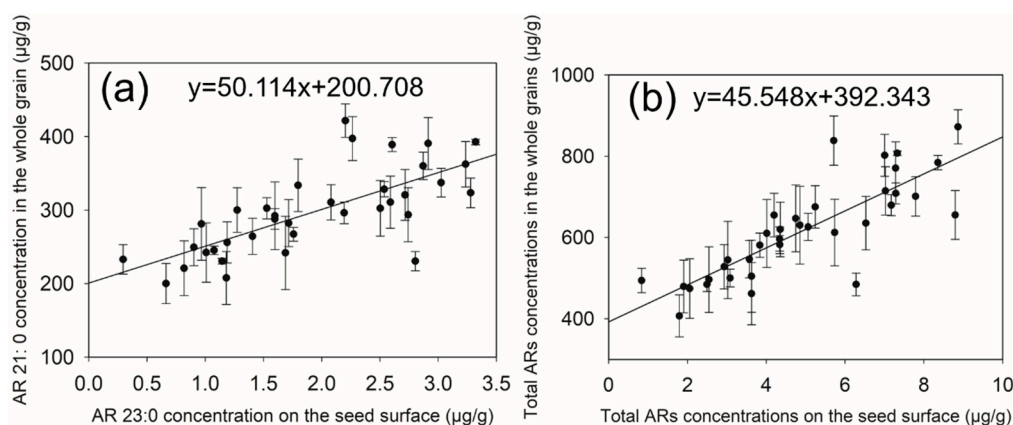 (a)
y=50.114x+200.708
AR 21: 0 concentration in the whole grain (µg/g)
500
400
300
200
100
0.0 0.5 1.0 1.5 2.0 2.5 3.0 3.5
AR 23:0 concentration on the seed surface (µg/g)
(b)
y=45.548x+392.343
Total ARs concentrations in the whole grains (µg/g)
1000
800
600
400
0 2 4 6 8 10
Total ARs concentrations on the seed surface (µg/g)